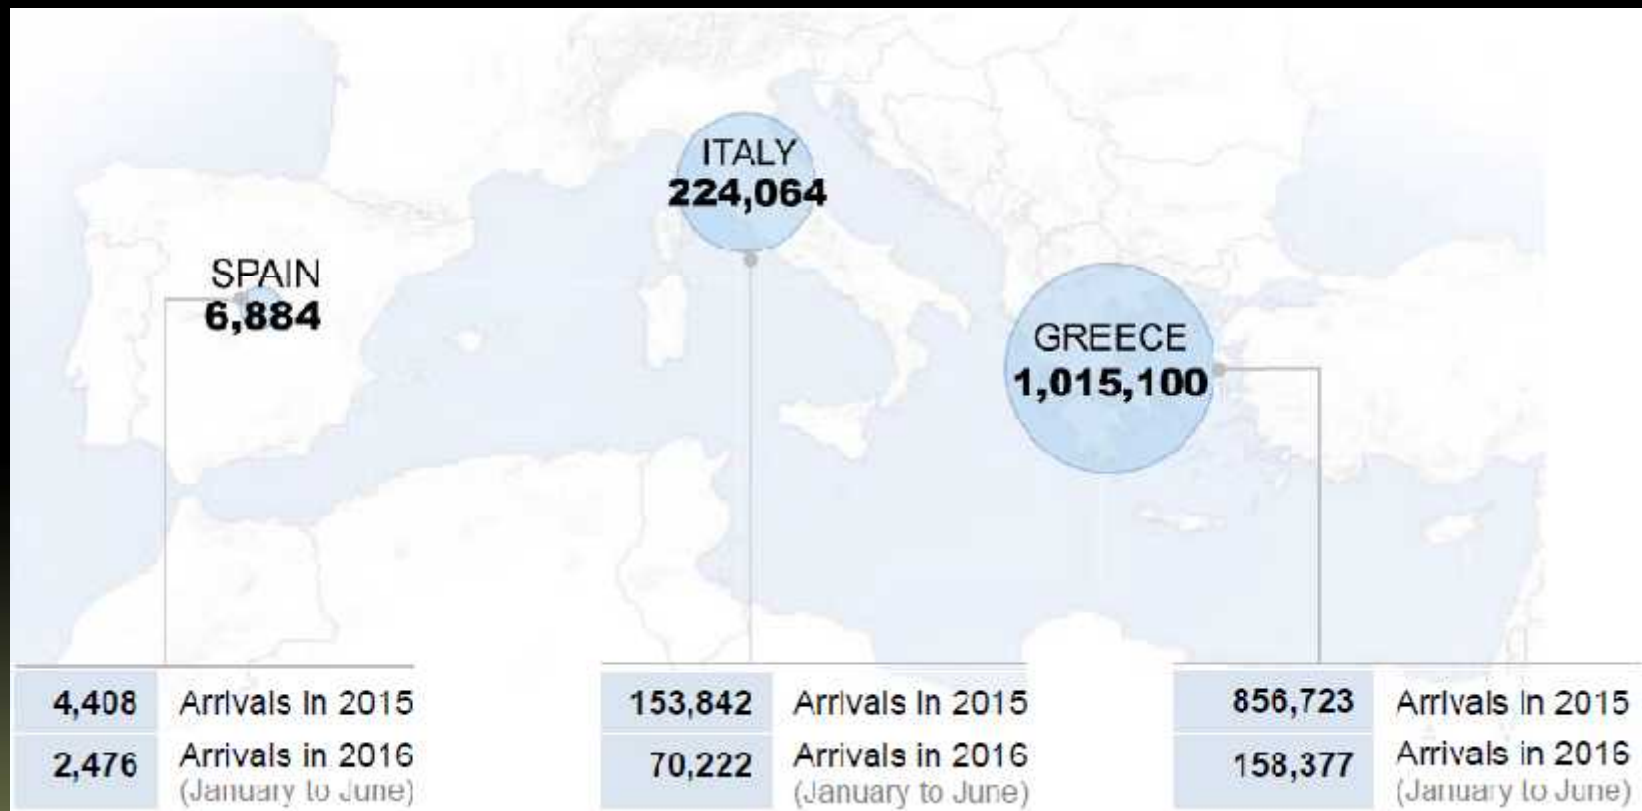 ITALY
224,064
SPAIN
6,884
GREECE
1,015,100
4,408 Arrivals in 2015
2,476 Arrivals in 2016
(January to June)
153,842 Arrivals in 2015
70,222 Arrivals in 2016
(January to June)
856,723 Arrivals in 2015
158,377 Arrivals in 2016
(January to June)